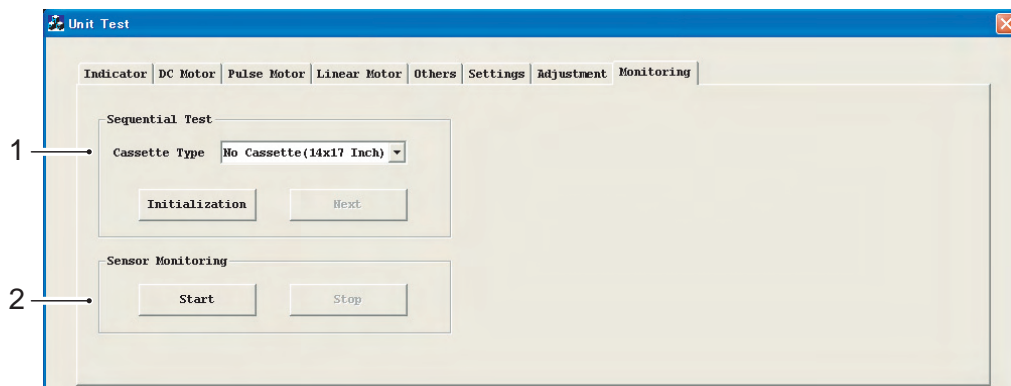 Unit Test
Indicator DC Motor Pulse Motor Linear Motor Others Settings Adjustment Monitoring
Sequential Test
1
Cassette Type No Cassette(14x17 Inch)
Initialization Next
Sensor Monitoring
2
Start Stop